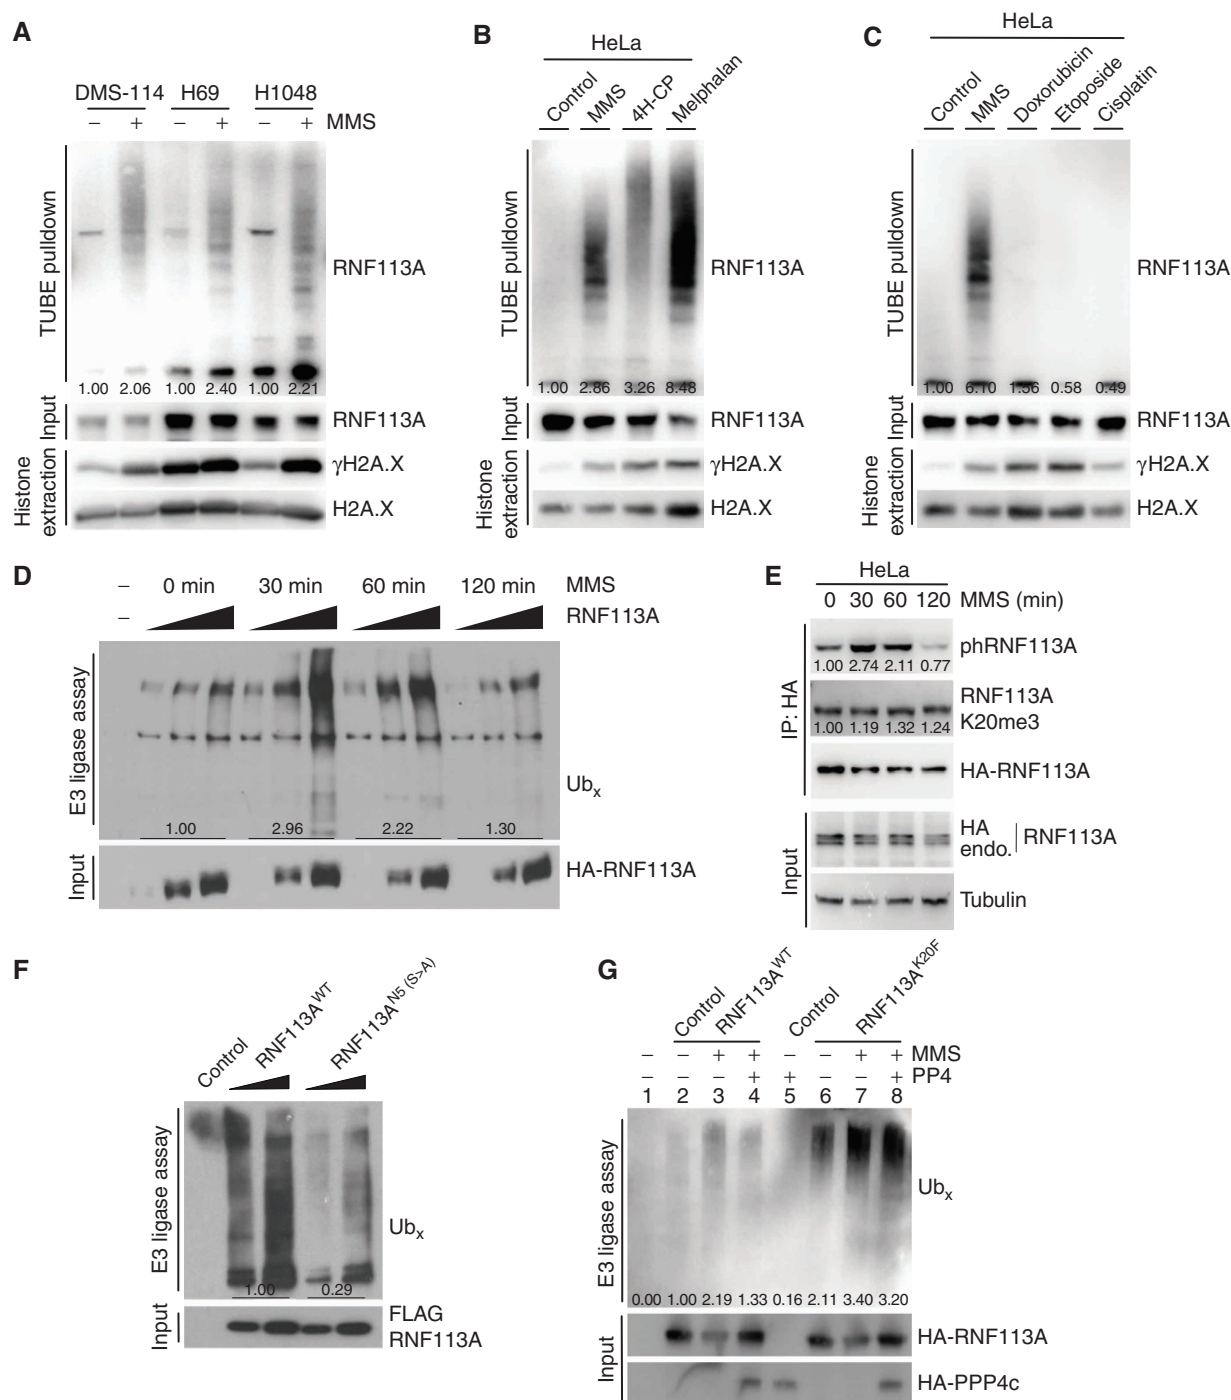 A
DMS-114 H69 H1048
– + – + – + MMS
TUBE pulldown
RNF113A
1.00 2.06 1.00 2.40 1.00 2.21
Input
RNF113A
Histone extraction
γH2A.X
H2A.X
B
HeLa
Control MMS 4H-CP Melphalan
TUBE pulldown
RNF113A
1.00 2.86 3.26 8.48
Input
RNF113A
Histone extraction
γH2A.X
H2A.X
C
HeLa
Control MMS Doxorubicin Etoposide Cisplatin
TUBE pulldown
RNF113A
1.00 6.10 1.56 0.58 0.49
Input
RNF113A
Histone extraction
γH2A.X
H2A.X
D
– 0 min 30 min 60 min 120 min MMS
– RNF113A
E3 ligase assay
Ubx
1.00 2.96 2.22 1.30
Input
HA-RNF113A
E
HeLa
0 30 60 120 MMS (min)
IP: HA
phRNF113A
1.00 2.74 2.11 0.77
RNF113A
K20me3
1.00 1.19 1.32 1.24
HA-RNF113A
Input
HA
endo. RNF113A
Tubulin
F
Control RNF113AWT RNF113AN5 (S>A)
E3 ligase assay
Ubx
1.00 0.29
Input
FLAG
RNF113A
G
Control RNF113AWT Control RNF113AK20F
– – + + – – + + MMS
– – – + + – – + PP4
1 2 3 4 5 6 7 8
E3 ligase assay
Ubx
0.00 1.00 2.19 1.33 0.16 2.11 3.40 3.20
Input
HA-RNF113A
HA-PPP4c